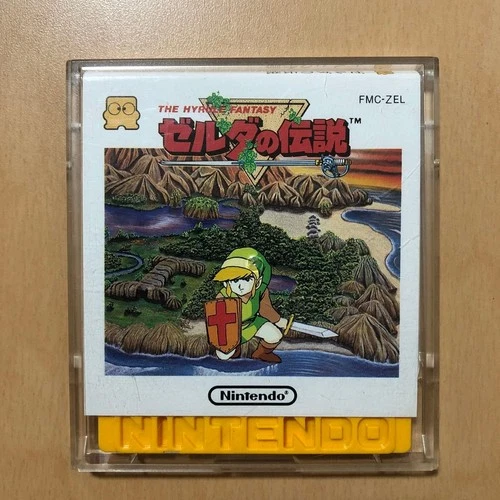 FMC-ZEL
THE HYRULE FANTASY
ゼルダの伝説™
Nintendo®
NINTENDO